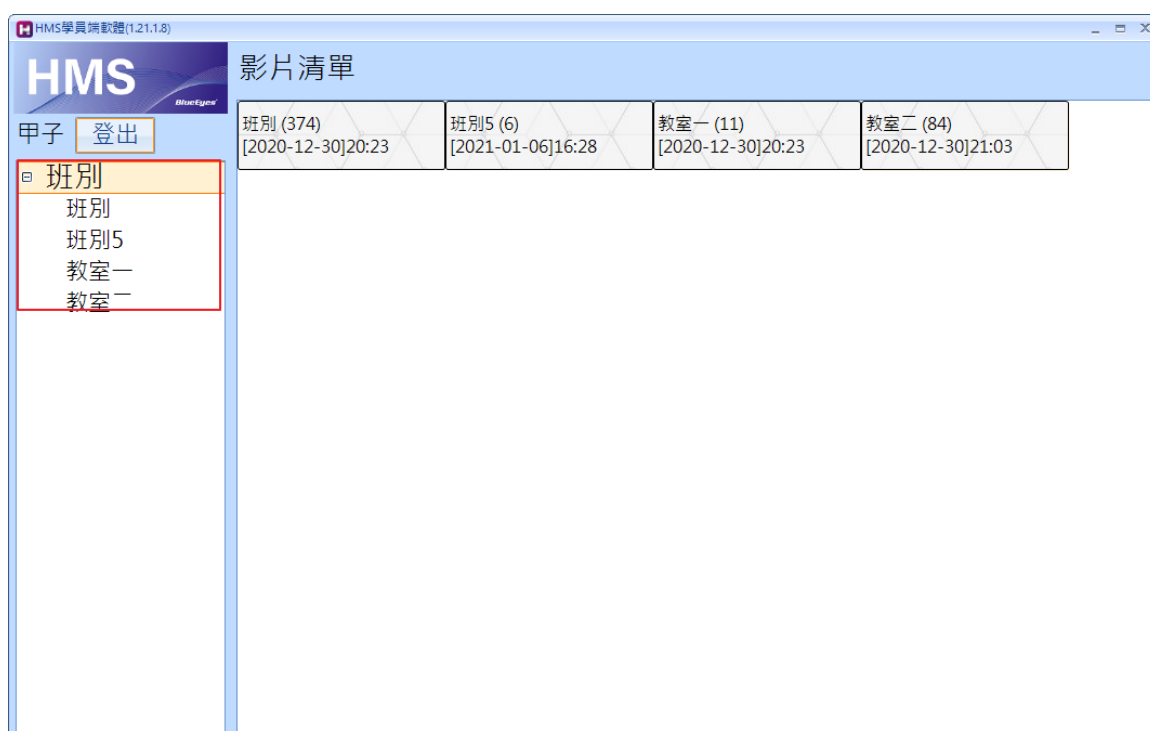 HMS學員端軟體(1.21.1.8)
HMS
BlueEyes
甲子 登出
班別
班別
班別5
教室一
教室二
影片清單
班別 (374)
[2020-12-30]20:23
班別5 (6)
[2021-01-06]16:28
教室一 (11)
[2020-12-30]20:23
教室二 (84)
[2020-12-30]21:03